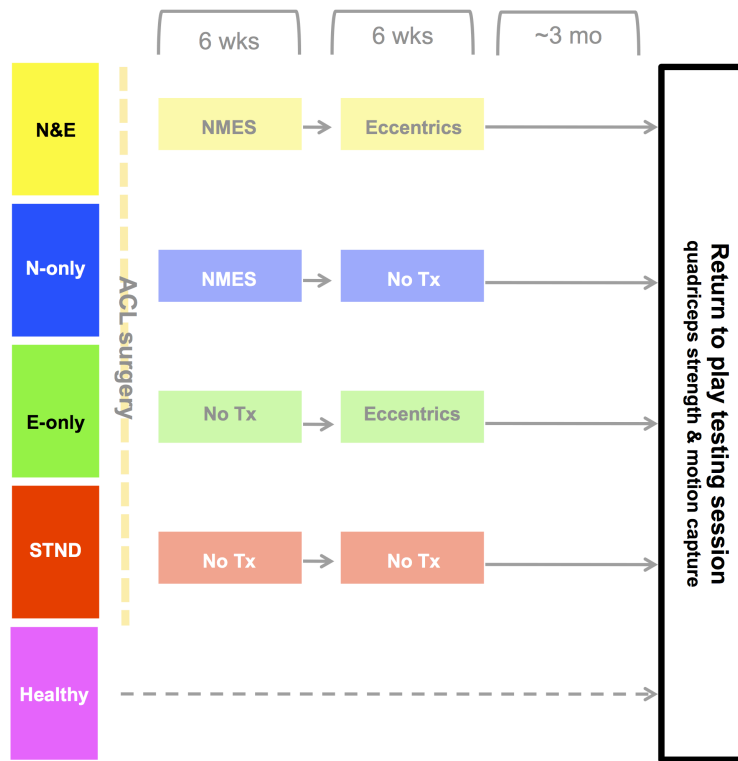 6 wks
6 wks
~3 mo
N&E
NMES
Eccentrics
N-only
NMES
No Tx
E-only
No Tx
Eccentrics
STND
No Tx
No Tx
Healthy
ACL surgery
Return to play testing session
quadriceps strength & motion capture